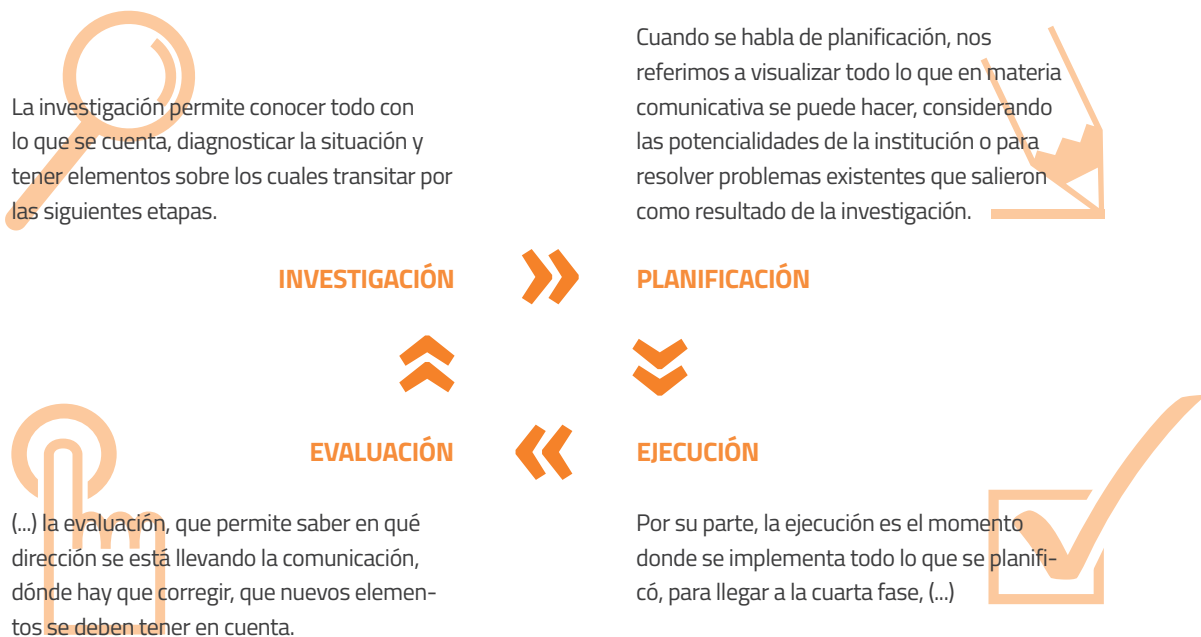 La investigación permite conocer todo con
lo que se cuenta, diagnosticar la situación y
tener elementos sobre los cuales transitar por
las siguientes etapas.
INVESTIGACIÓN
Cuando se habla de planificación, nos
referimos a visualizar todo lo que en materia
comunicativa se puede hacer, considerando
las potencialidades de la institución o para
resolver problemas existentes que salieron
como resultado de la investigación.
PLANIFICACIÓN
EJECUCIÓN
Por su parte, la ejecución es el momento
donde se implementa todo lo que se planifi-
có, para llegar a la cuarta fase, (...)
EVALUACIÓN
(...) la evaluación, que permite saber en qué
dirección se está llevando la comunicación,
dónde hay que corregir, que nuevos elemen-
tos se deben tener en cuenta.